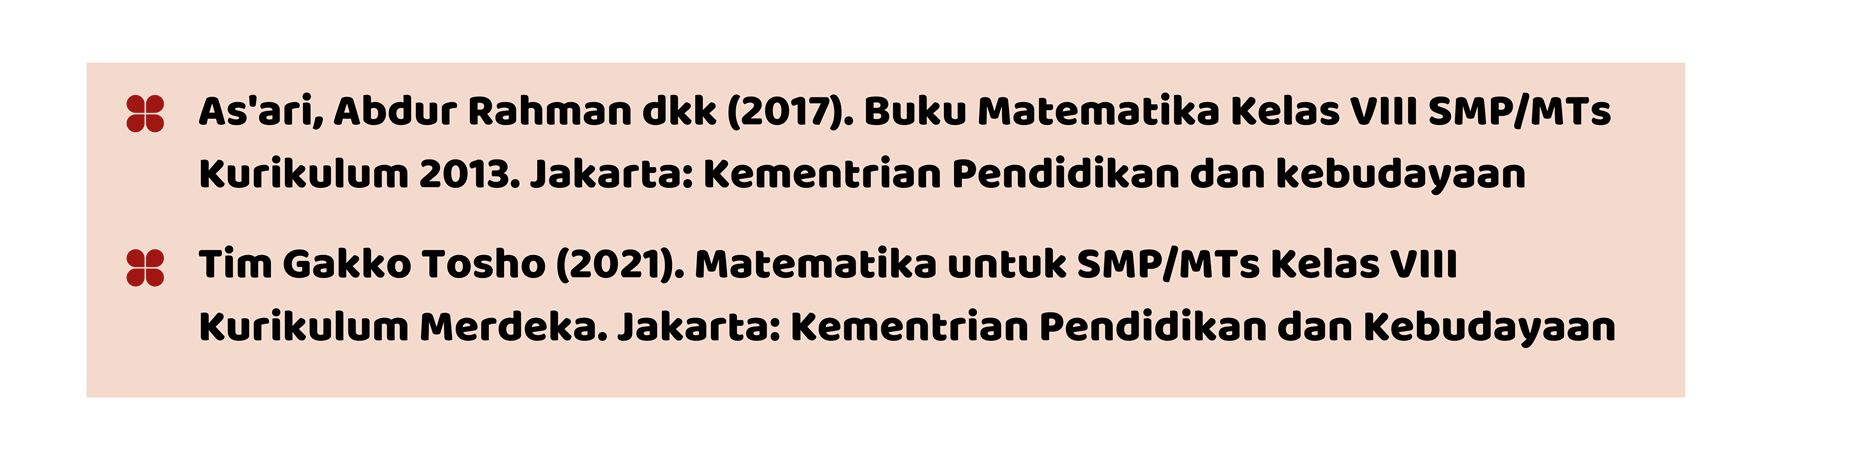 As'ari, Abdur Rahman dkk (2017). Buku Matematika Kelas VIII SMP/MTs
Kurikulum 2013. Jakarta: Kementrian Pendidikan dan kebudayaan
Tim Gakko Tosho (2021). Matematika untuk SMP/MTs Kelas VIII
Kurikulum Merdeka. Jakarta: Kementrian Pendidikan dan Kebudayaan